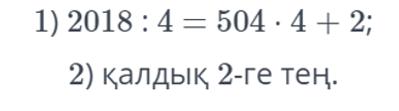 1) 2018 : 4 = 504 · 4 + 2;
2) қалдық 2-ге тең.